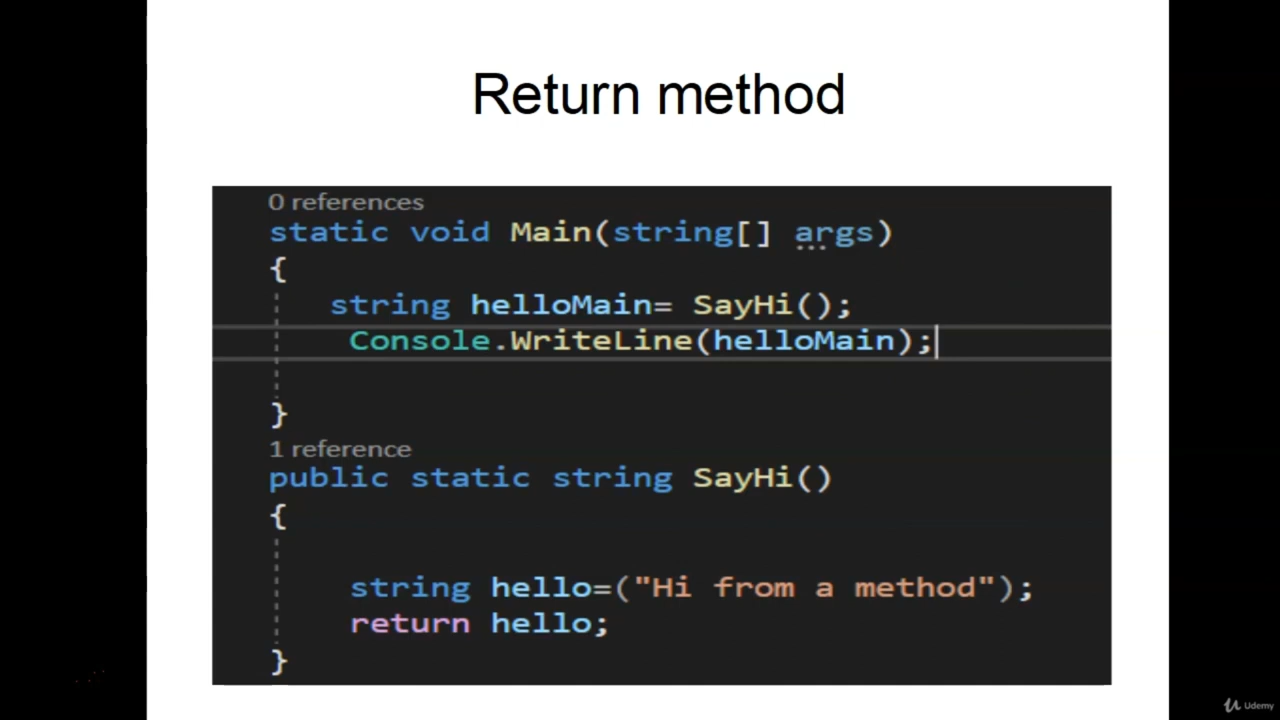 Return method
0 references
static void Main(string[] args)
{
string helloMain= SayHi();
Console.WriteLine(helloMain);
}
1 reference
public static string SayHi()
{
string hello=("Hi from a method");
return hello;
}
Udemy